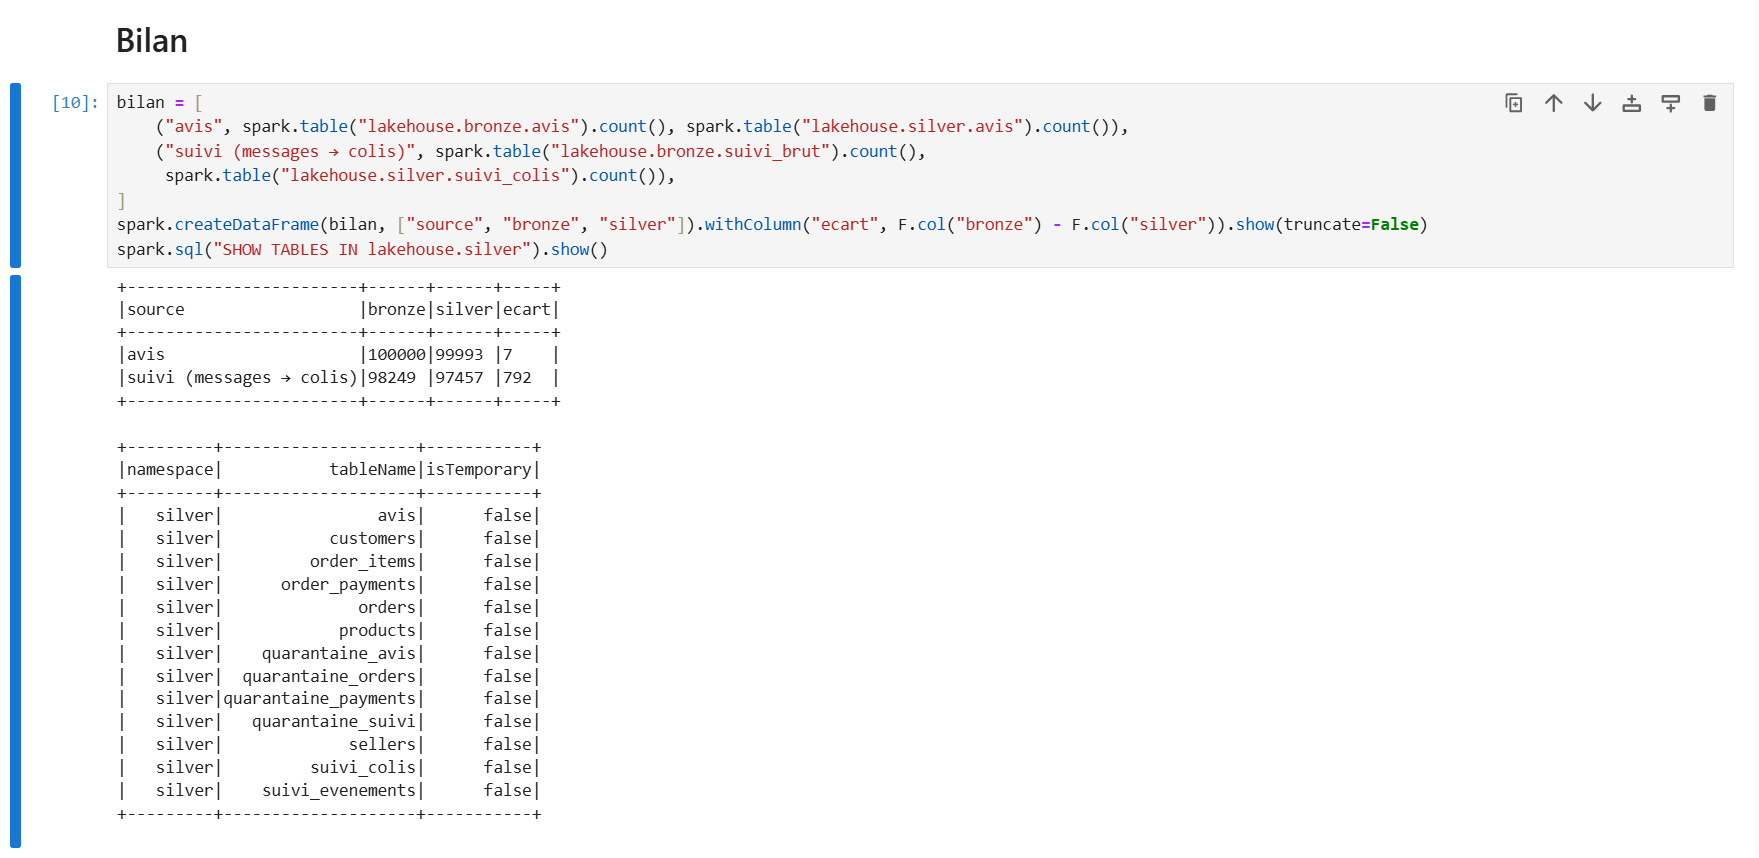 Bilan
[10]: bilan = [
    ("avis", spark.table("lakehouse.bronze.avis").count(), spark.table("lakehouse.silver.avis").count()),
    ("suivi (messages → colis)", spark.table("lakehouse.bronze.suivi_brut").count(),
     spark.table("lakehouse.silver.suivi_colis").count()),
]
spark.createDataFrame(bilan, ["source", "bronze", "silver"]).withColumn("ecart", F.col("bronze") - F.col("silver")).show(truncate=False)
spark.sql("SHOW TABLES IN lakehouse.silver").show()
+------------------------+------+------+-----+
|source                  |bronze|silver|ecart|
+------------------------+------+------+-----+
|avis                    |100000|99993 |7    |
|suivi (messages → colis)|98249 |97457 |792  |
+------------------------+------+------+-----+
+---------+--------------------+-----------+
|namespace|           tableName|isTemporary|
+---------+--------------------+-----------+
|   silver|                avis|      false|
|   silver|           customers|      false|
|   silver|         order_items|      false|
|   silver|      order_payments|      false|
|   silver|              orders|      false|
|   silver|            products|      false|
|   silver|    quarantaine_avis|      false|
|   silver|  quarantaine_orders|      false|
|   silver|quarantaine_payments|      false|
|   silver|   quarantaine_suivi|      false|
|   silver|             sellers|      false|
|   silver|         suivi_colis|      false|
|   silver|    suivi_evenements|      false|
+---------+--------------------+-----------+